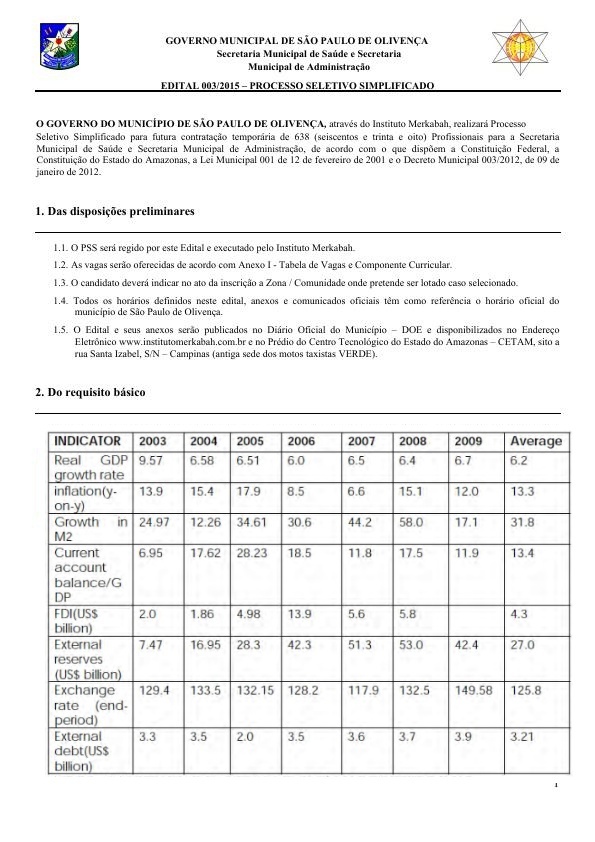 GOVERNO MUNICIPAL DE SÃO PAULO DE OLIVENÇA
Secretaria Municipal de Saúde e Secretaria
Municipal de Administração
EDITAL 003/2015 – PROCESSO SELETIVO SIMPLIFICADO
O GOVERNO DO MUNICÍPIO DE SÃO PAULO DE OLIVENÇA, através do Instituto Merkabah, realizará Processo
Seletivo Simplificado para futura contratação temporária de 638 (seiscentos e trinta e oito) Profissionais para a Secretaria
Municipal de Saúde e Secretaria Municipal de Administração, de acordo com o que dispõem a Constituição Federal, a
Constituição do Estado do Amazonas, a Lei Municipal 001 de 12 de fevereiro de 2001 e o Decreto Municipal 003/2012, de 09 de
janeiro de 2012.
1. Das disposições preliminares
1.1. O PSS será regido por este Edital e executado pelo Instituto Merkabah.
1.2. As vagas serão oferecidas de acordo com Anexo I - Tabela de Vagas e Componente Curricular.
1.3. O candidato deverá indicar no ato da inscrição a Zona / Comunidade onde pretende ser lotado caso selecionado.
1.4. Todos os horários definidos neste edital, anexos e comunicados oficiais têm como referência o horário oficial do
município de São Paulo de Olivença.
1.5. O Edital e seus anexos serão publicados no Diário Oficial do Município – DOE e disponibilizados no Endereço
Eletrônico www.institutomerkabah.com.br e no Prédio do Centro Tecnológico do Estado do Amazonas – CETAM, sito a
rua Santa Izabel, S/N – Campinas (antiga sede dos motos taxistas VERDE).
2. Do requisito básico
INDICATOR 2003 2004 2005 2006 2007 2008 2009 Average
Real GDP 9.57 6.58 6.51 6.0 6.5 6.4 6.7 6.2
growth rate
inflation(y- 13.9 15.4 17.9 8.5 6.6 15.1 12.0 13.3
on-y)
Growth in 24.97 12.26 34.61 30.6 44.2 58.0 17.1 31.8
M2
Current 6.95 17.62 28.23 18.5 11.8 17.5 11.9 13.4
account
balance/G
DP
FDI(US$ 2.0 1.86 4.98 13.9 5.6 5.8 4.3
billion)
External 7.47 16.95 28.3 42.3 51.3 53.0 42.4 27.0
reserves
(US$ billion)
Exchange 129.4 133.5 132.15 128.2 117.9 132.5 149.58 125.8
rate (end-
period)
External 3.3 3.5 2.0 3.5 3.6 3.7 3.9 3.21
debt(US$
billion)
1